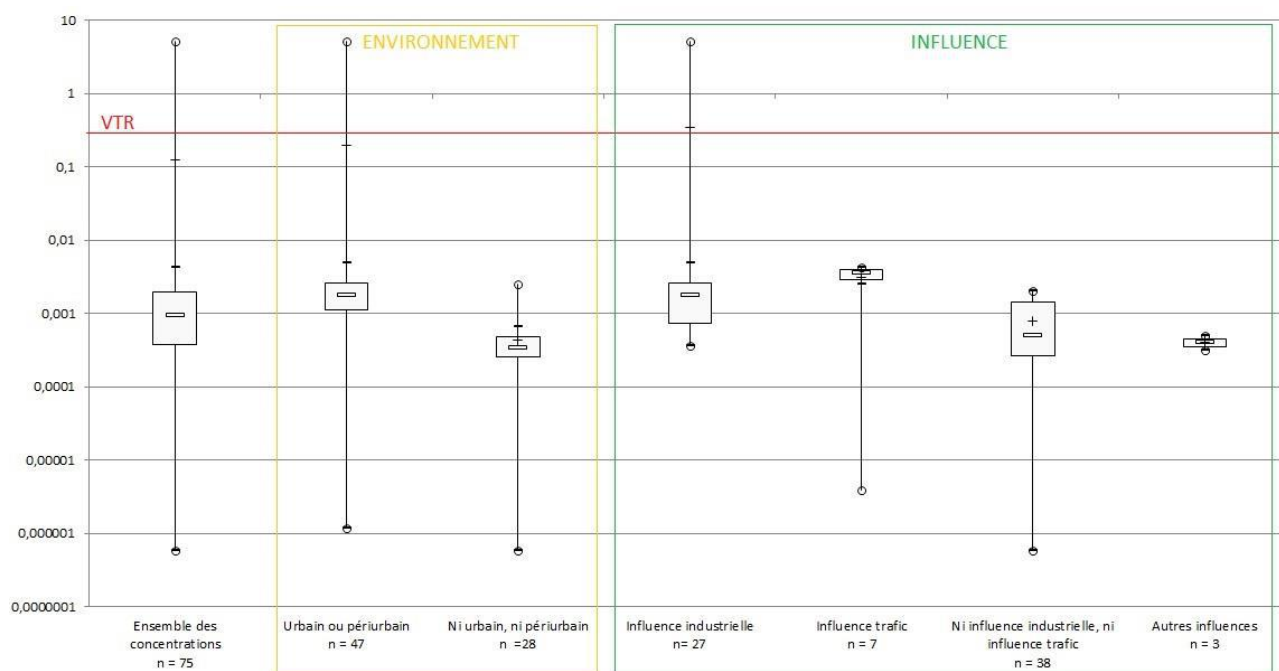 10
ENVIRONNEMENT
INFLUENCE
1
VTR
0,1
0,01
0,001
0,0001
0,00001
0,000001
0,0000001
Ensemble des
concentrations
n = 75
Urbain ou périurbain
n = 47
Ni urbain, ni périurbain
n =28
Influence industrielle
n= 27
Influence trafic
n = 7
Ni influence industrielle, ni
influence trafic
n = 38
Autres influences
n = 3